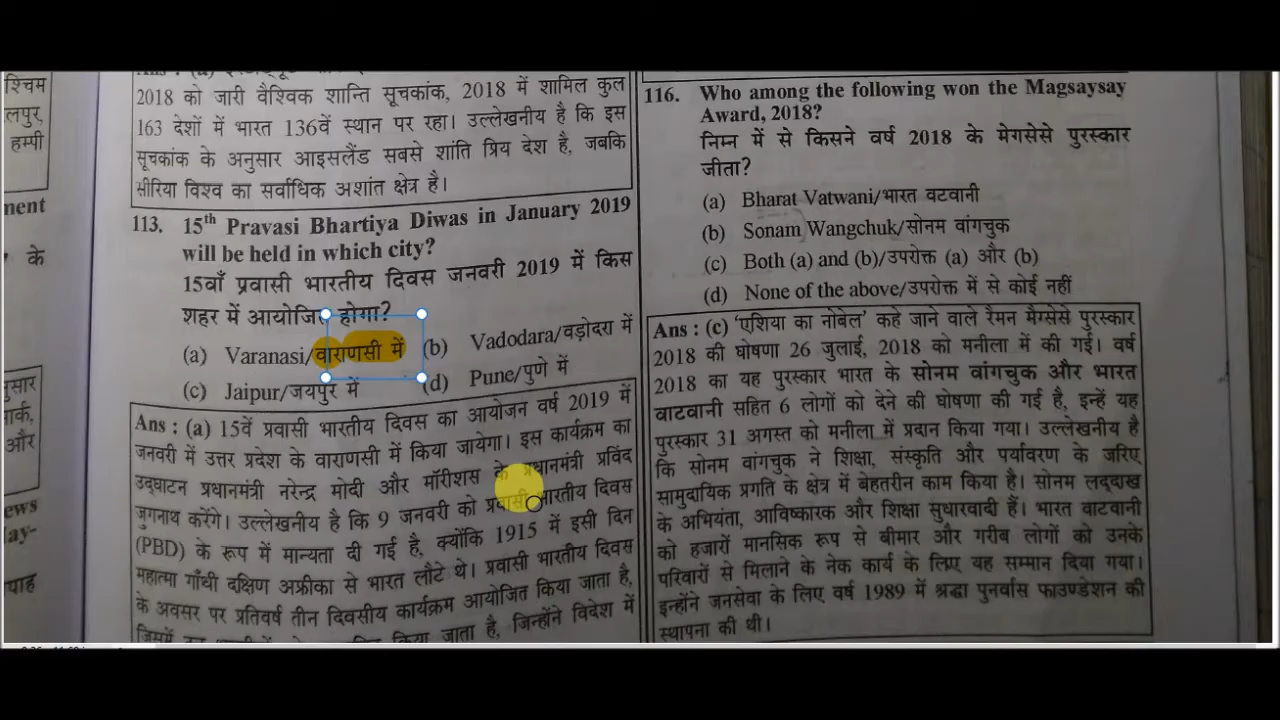 श्चिम
लपुर,
हम्पी
ment
के
नुसार
ार्क,
और
ews
lay-
पाह
2018 को जारी वैश्विक शान्ति सूचकांक, 2018 में शामिल कुल
163 देशों में भारत 136वें स्थान पर रहा। उल्लेखनीय है कि इस
सूचकांक के अनुसार आइसलैंड सबसे शांति प्रिय देश है, जबकि
सीरिया विश्व का सर्वाधिक अशांत क्षेत्र है।
113. 15th Pravasi Bhartiya Diwas in January 2019
will be held in which city?
15वाँ प्रवासी भारतीय दिवस जनवरी 2019 में किस
शहर में आयोजित होगा?
(a) Varanasi/वाराणसी में (b) Vadodara/वड़ोदरा में
(c) Jaipur/जयपुर में (d) Pune/पुणे में
Ans : (a) 15वें प्रवासी भारतीय दिवस का आयोजन वर्ष 2019 में
जनवरी में उत्तर प्रदेश के वाराणसी में किया जायेगा। इस कार्यक्रम का
उद्घाटन प्रधानमंत्री नरेन्द्र मोदी और मॉरीशस के प्रधानमंत्री प्रविंद
जुगनाथ करेंगे। उल्लेखनीय है कि 9 जनवरी को प्रवासी भारतीय दिवस
(PBD) के रूप में मान्यता दी गई है, क्योंकि 1915 में इसी दिन
महात्मा गाँधी दक्षिण अफ्रीका से भारत लौटे थे। प्रवासी भारतीय दिवस
के अवसर पर प्रतिवर्ष तीन दिवसीय कार्यक्रम आयोजित किया जाता है,
किया जाता है, जिन्होंने विदेश में
116. Who among the following won the Magsaysay
Award, 2018?
निम्न में से किसने वर्ष 2018 के मेगसेसे पुरस्कार
जीता?
(a) Bharat Vatwani/भारत वटवानी
(b) Sonam Wangchuk/सोनम वांगचुक
(c) Both (a) and (b)/उपरोक्त (a) और (b)
(d) None of the above/उपरोक्त में से कोई नहीं
Ans : (c) 'एशिया का नोबेल' कहे जाने वाले रैमन मैग्सेसे पुरस्कार
2018 की घोषणा 26 जुलाई, 2018 को मनीला में की गई। वर्ष
2018 का यह पुरस्कार भारत के सोनम वांगचुक और भारत
वाटवानी सहित 6 लोगों को देने की घोषणा की गई है, इन्हें यह
पुरस्कार 31 अगस्त को मनीला में प्रदान किया गया। उल्लेखनीय है
कि सोनम वांगचुक ने शिक्षा, संस्कृति और पर्यावरण के जरिए
सामुदायिक प्रगति के क्षेत्र में बेहतरीन काम किया है। सोनम लद्दाख
के अभियंता, आविष्कारक और शिक्षा सुधारवादी हैं। भारत वाटवानी
को हजारों मानसिक रूप से बीमार और गरीब लोगों को उनके
परिवारों से मिलाने के नेक कार्य के लिए यह सम्मान दिया गया।
इन्होंने जनसेवा के लिए वर्ष 1989 में श्रद्धा पुनर्वास फाउण्डेशन की
स्थापना की थी।